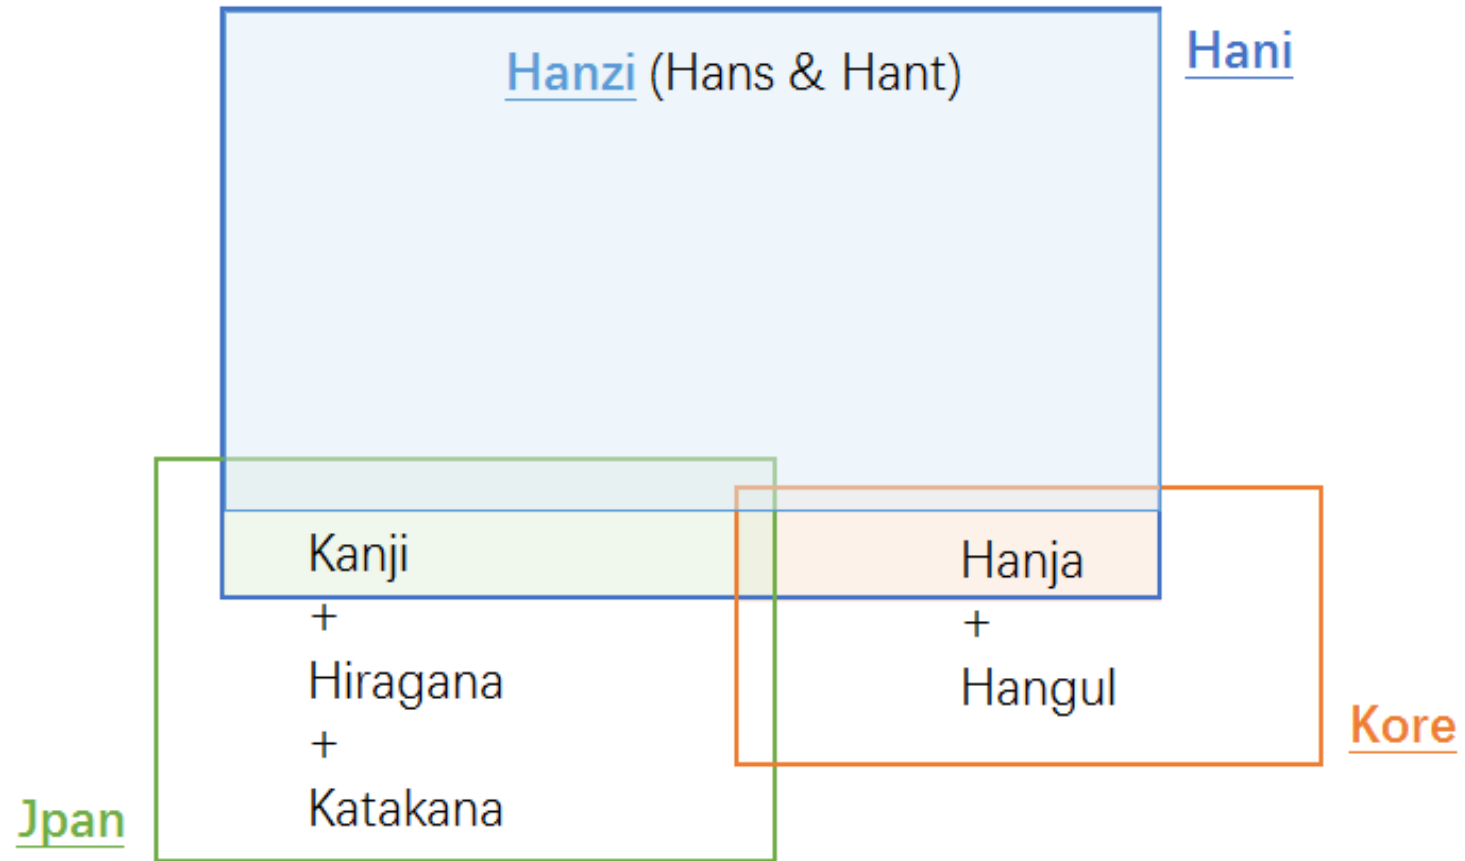 Hanzi (Hans & Hant)
Hani
Kanji
+
Hiragana
+
Katakana
Jpan
Hanja
+
Hangul
Kore